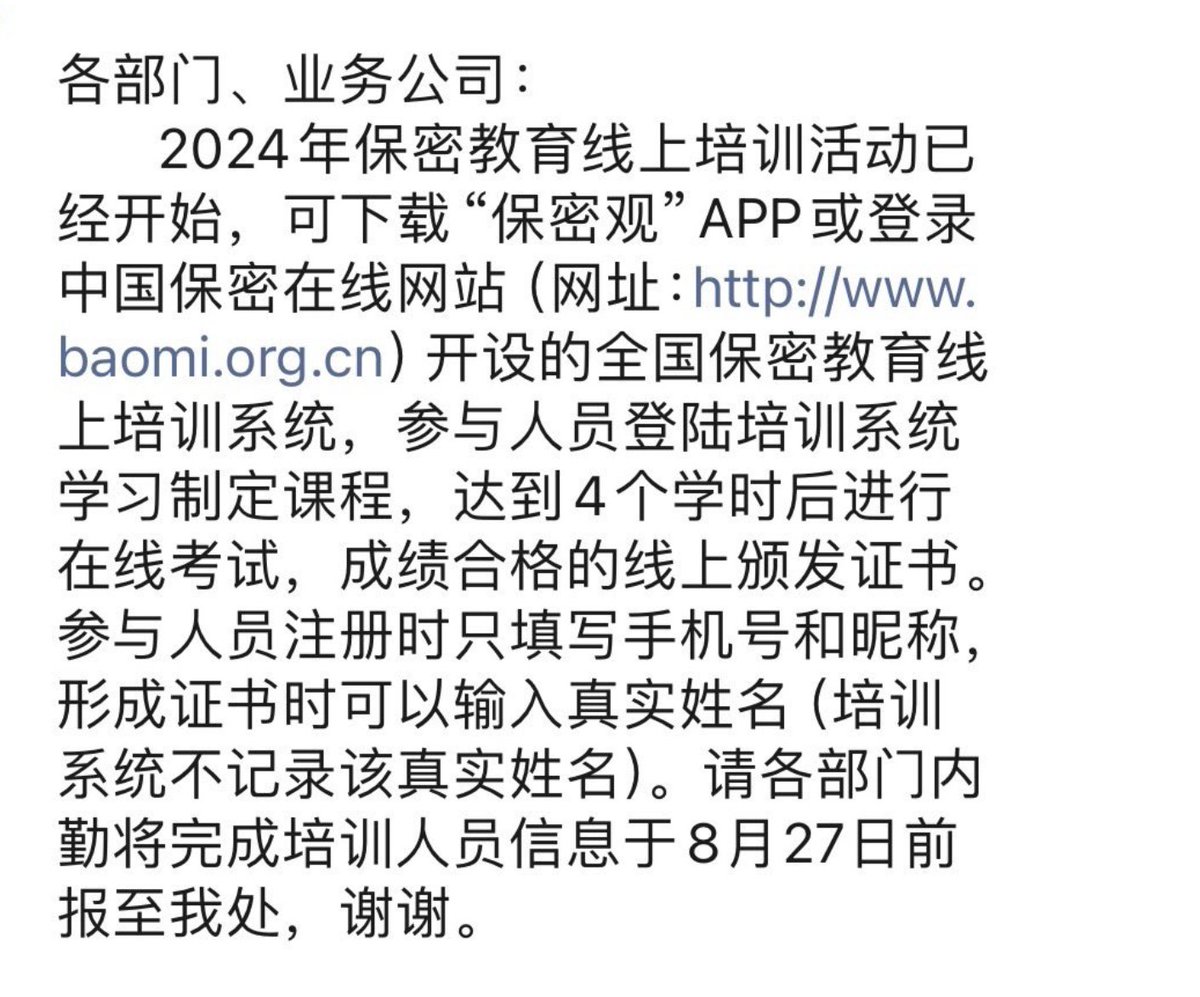 各部门、业务公司：
2024年保密教育线上培训活动已
经开始，可下载“保密观”APP或登录
中国保密在线网站（网址：http://www.
baomi.org.cn）开设的全国保密教育线
上培训系统，参与人员登陆培训系统
学习制定课程，达到4个学时后进行
在线考试，成绩合格的线上颁发证书。
参与人员注册时只填写手机号和昵称，
形成证书时可以输入真实姓名（培训
系统不记录该真实姓名）。请各部门内
勤将完成培训人员信息于8月27日前
报至我处，谢谢。